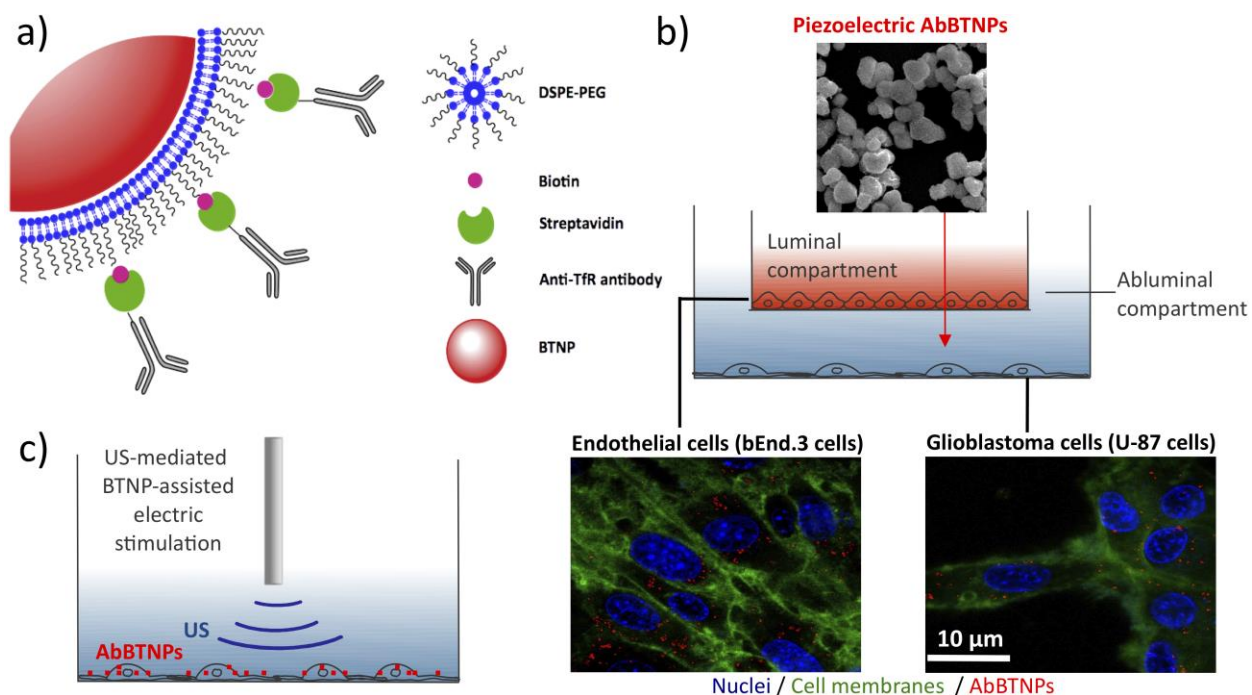 a)
DSPE-PEG
Biotin
Streptavidin
Anti-TfR antibody
BTNP
b)
Piezoelectric AbBTNPs
Luminal
compartment
Abluminal
compartment
Endothelial cells (bEnd.3 cells)
Glioblastoma cells (U-87 cells)
10 µm
Nuclei / Cell membranes / AbBTNPs
c)
US-mediated
BTNP-assisted
electric
stimulation
US
AbBTNPs